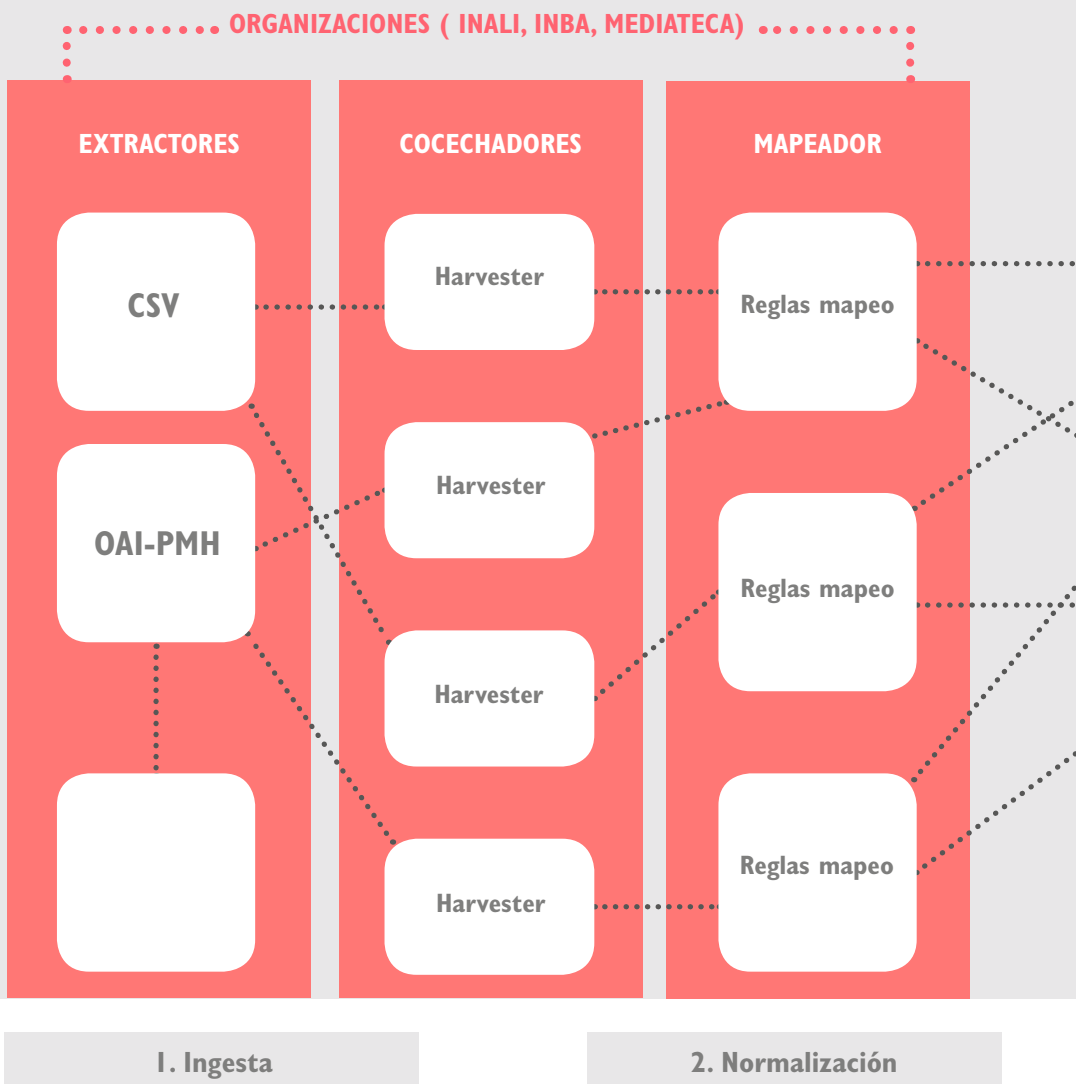 ORGANIZACIONES ( INALI, INBA, MEDIATECA)
EXTRACTORES
COCECHADORES
MAPEADOR
CSV
OAI-PMH
Harvester
Harvester
Harvester
Harvester
Reglas mapeo
Reglas mapeo
Reglas mapeo
1. Ingesta
2. Normalización